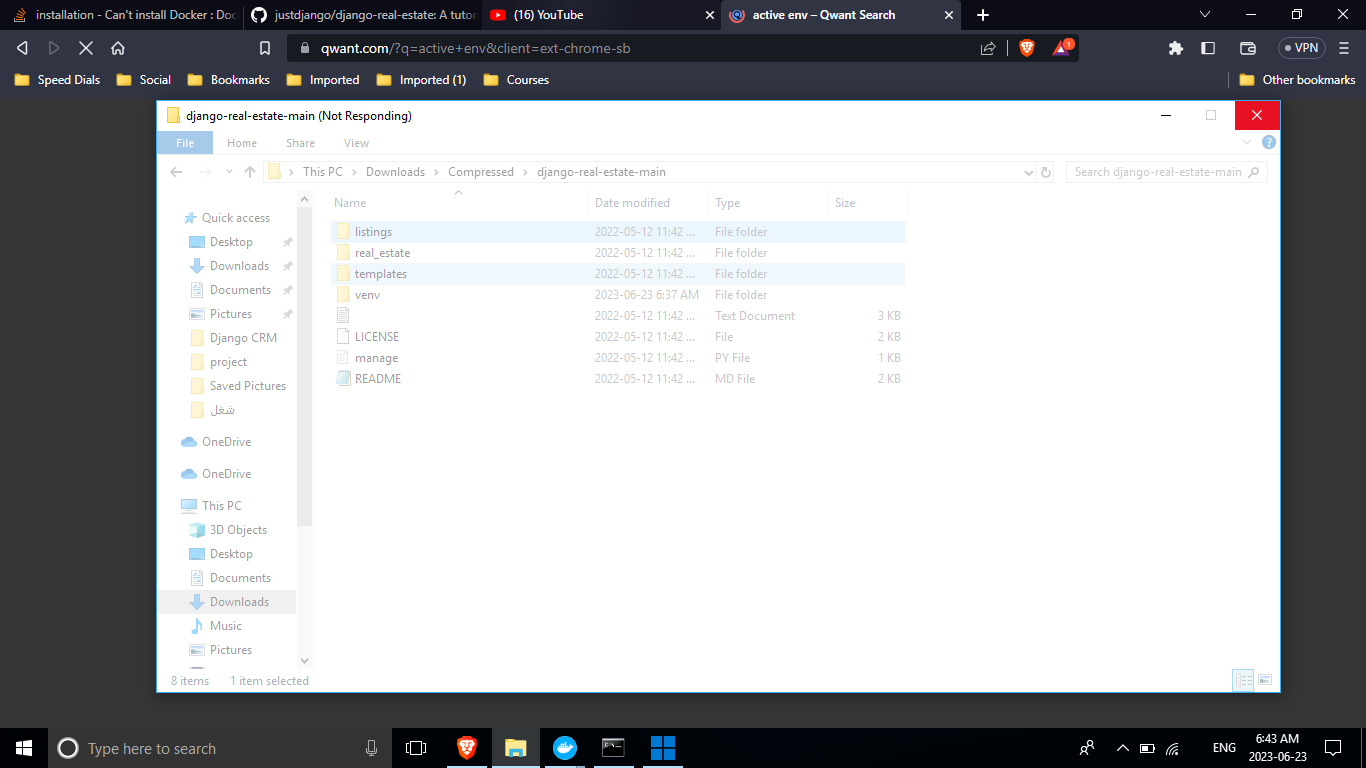 installation - Can't install Docker : Doc
justdjango/django-real-estate: A tutor
(16) YouTube
active env – Qwant Search
qwant.com/?q=active+env&client=ext-chrome-sb
1
VPN
Speed Dials
Social
Bookmarks
Imported
Imported (1)
Courses
Other bookmarks
django-real-estate-main (Not Responding)
File
Home
Share
View
This PC
Downloads
Compressed
django-real-estate-main
Search django-real-estate-main
Quick access
Desktop
Downloads
Documents
Pictures
Django CRM
project
Saved Pictures
شغل
OneDrive
OneDrive
This PC
3D Objects
Desktop
Documents
Downloads
Music
Pictures
Name Date modified Type Size
listings 2022-05-12 11:42 ... File folder
real_estate 2022-05-12 11:42 ... File folder
templates 2022-05-12 11:42 ... File folder
venv 2023-06-23 6:37 AM File folder
2022-05-12 11:42 ... Text Document 3 KB
LICENSE 2022-05-12 11:42 ... File 2 KB
manage 2022-05-12 11:42 ... PY File 1 KB
README 2022-05-12 11:42 ... MD File 2 KB
8 items 1 item selected
Type here to search
ENG
6:43 AM
2023-06-23